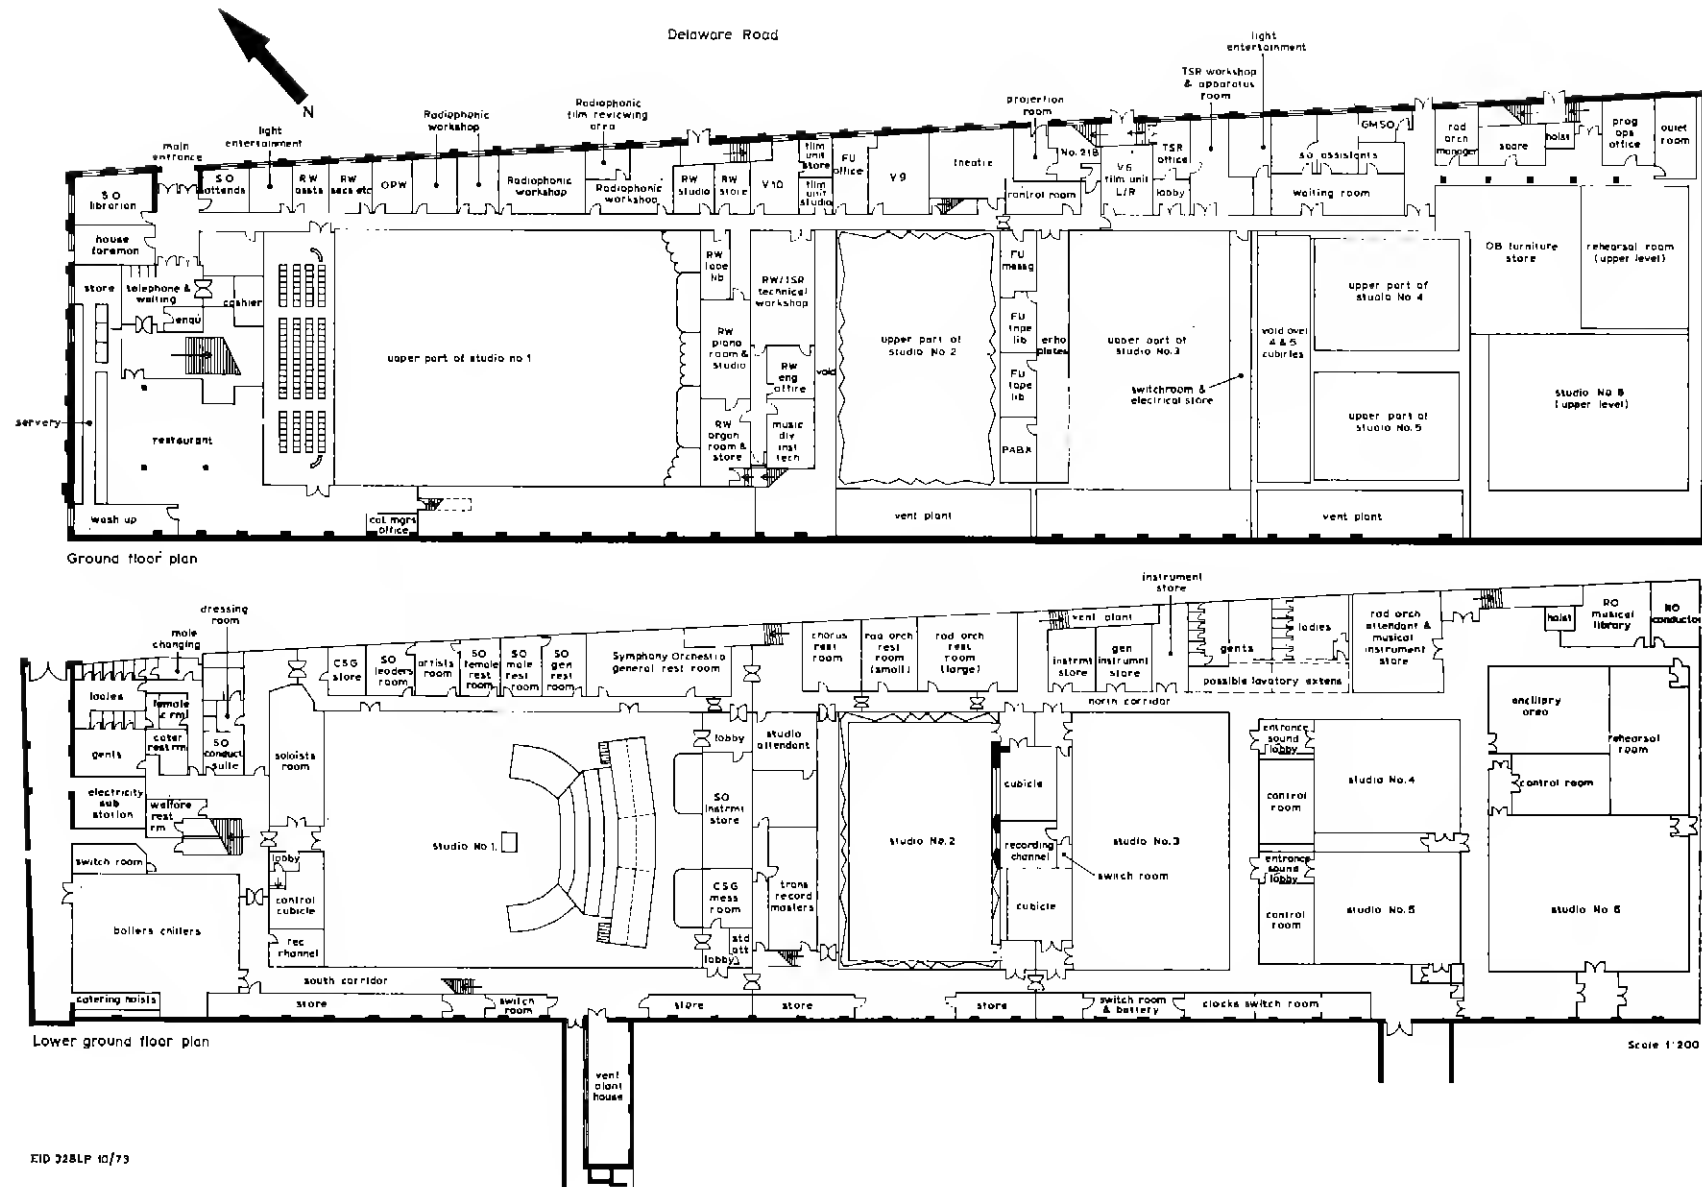 Delaware Road
N
main
entrance
light
entertainment
Radiophonic
workshop
Radiophonic
film reviewing
area
projection
room
TSR workshop
& apparatus
room
light
entertainment
SO
librarian
SO
attends
RW
assts
RW
secs etc
OPW
Radiophonic
workshop
Radiophonic
workshop
RW
studio
RW
store
V10
film
unit
store
film
unit
studio
FU
office
V9
theatre
control room
No. 21B
V6
film unit
L/R
TSR
office
lobby
GMSO
SO assistants
waiting room
rad
orch
manager
spare
hoist
prog
ops
office
quiet
room
house
foreman
store
telephone &
waiting
enqu
cashier
servery
restaurant
wash up
cat mgrs
office
upper part of studio no 1
RW
tape
lib
RW
piano
room &
studio
RW
organ
room &
store
RW/TSR
technical
workshop
RW
eng
office
music
div
inst
tech
void
upper part of
studio No. 2
FU
massg
FU
tape
lib
FU
tape
lib
PABX
echo
plates
upper part of
studio No.3
switchroom &
electrical store
void over
4 & 5
cubicles
upper part of
studio No. 4
upper part of
studio No.5
OB furniture
store
rehearsal room
(upper level)
studio No 6
(upper level)
vent plant
vent plant
Ground floor plan
dressing
room
male
changing
instrument
store
ladies
female
c rm
cater
rest rm
gents
SO
conduct
suite
electricity
sub
station
welfare
rest
rm
switch room
boilers chillers
catering hoists
CSG
store
SO
leaders
room
artists
room
SO
female
rest
room
SO
male
rest
room
SO
gen
rest
room
Symphony Orchestra
general rest room
chorus
rest
room
rad orch
rest
room
(small)
rad orch
rest
room
(large)
vent plant
instrmt
store
gen
instrumnt
store
gents
ladies
possible lavatory extens
rad orch
attendant &
musical
instrument
store
hoist
RO
musical
library
RO
conductor
north corridor
soloists
room
lobby
control
cubicle
rec
channel
studio No 1.
lobby
SO
instrmt
store
CSG
mess
room
lobby
std
att
studio
attendant
trans
record
masters
studio No.2
cubicle
recording
channel
cubicle
switch room
studio No.3
entrance
sound
lobby
control
room
entrance
sound
lobby
control
room
studio No.4
studio No.5
ancillary
area
rehearsal
room
control room
studio No 6
south corridor
store
switch
room
store
store
store
switch room
& battery
clocks switch room
Lower ground floor plan
Scale 1:200
vent
plant
house
EID 328LP 10/73